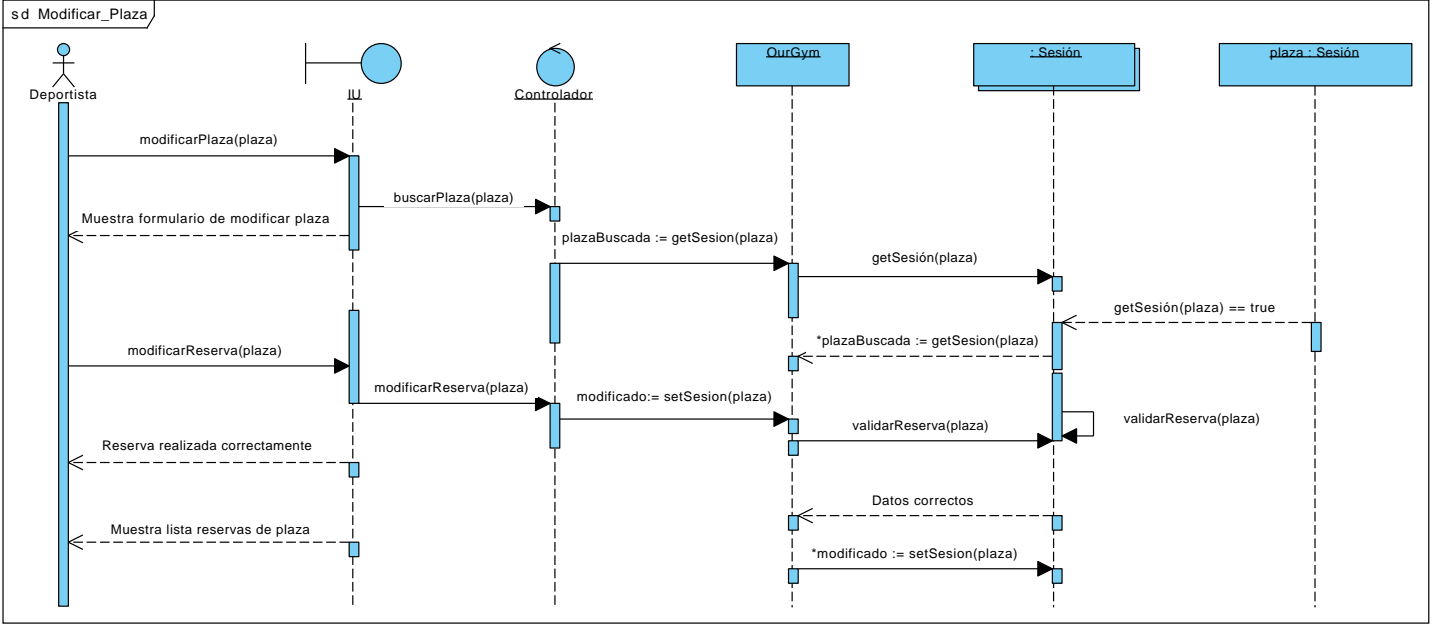 sd Modificar_Plaza
OurGym
: Sesión
plaza : Sesión
Deportista
IU
Controlador
modificarPlaza(plaza)
buscarPlaza(plaza)
Muestra formulario de modificar plaza
plazaBuscada := getSesion(plaza)
getSesión(plaza)
getSesión(plaza) == true
*plazaBuscada := getSesion(plaza)
modificarReserva(plaza)
modificarReserva(plaza)
modificado:= setSesion(plaza)
validarReserva(plaza)
validarReserva(plaza)
Reserva realizada correctamente
Datos correctos
Muestra lista reservas de plaza
*modificado := setSesion(plaza)